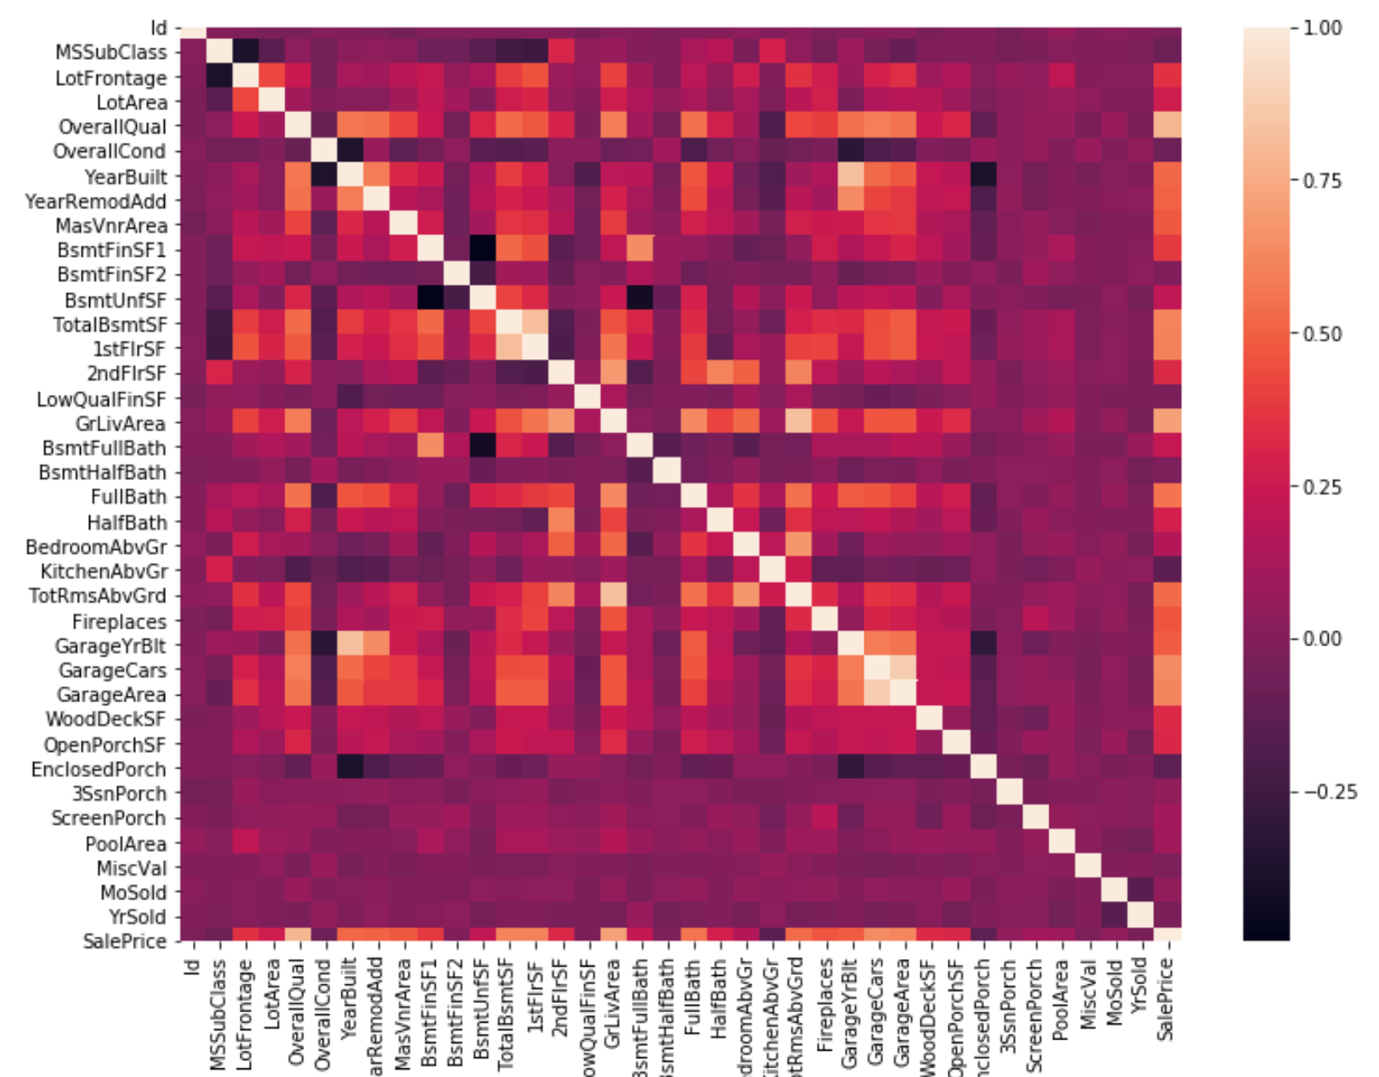 Id
MSSubClass
LotFrontage
LotArea
OverallQual
OverallCond
YearBuilt
YearRemodAdd
MasVnrArea
BsmtFinSF1
BsmtFinSF2
BsmtUnfSF
TotalBsmtSF
1stFlrSF
2ndFlrSF
LowQualFinSF
GrLivArea
BsmtFullBath
BsmtHalfBath
FullBath
HalfBath
BedroomAbvGr
KitchenAbvGr
TotRmsAbvGrd
Fireplaces
GarageYrBlt
GarageCars
GarageArea
WoodDeckSF
OpenPorchSF
EnclosedPorch
3SsnPorch
ScreenPorch
PoolArea
MiscVal
MoSold
YrSold
SalePrice
Id
MSSubClass
LotFrontage
LotArea
OverallQual
OverallCond
YearBuilt
arRemodAdd
MasVnrArea
BsmtFinSF1
BsmtFinSF2
BsmtUnfSF
TotalBsmtSF
1stFlrSF
2ndFlrSF
owQualFinSF
GrLivArea
BsmtFullBath
BsmtHalfBath
FullBath
HalfBath
edroomAbvGr
KitchenAbvGr
otRmsAbvGrd
Fireplaces
GarageYrBlt
GarageCars
GarageArea
WoodDeckSF
OpenPorchSF
nclosedPorch
3SsnPorch
ScreenPorch
PoolArea
MiscVal
MoSold
YrSold
SalePrice
1.00
0.75
0.50
0.25
0.00
−0.25